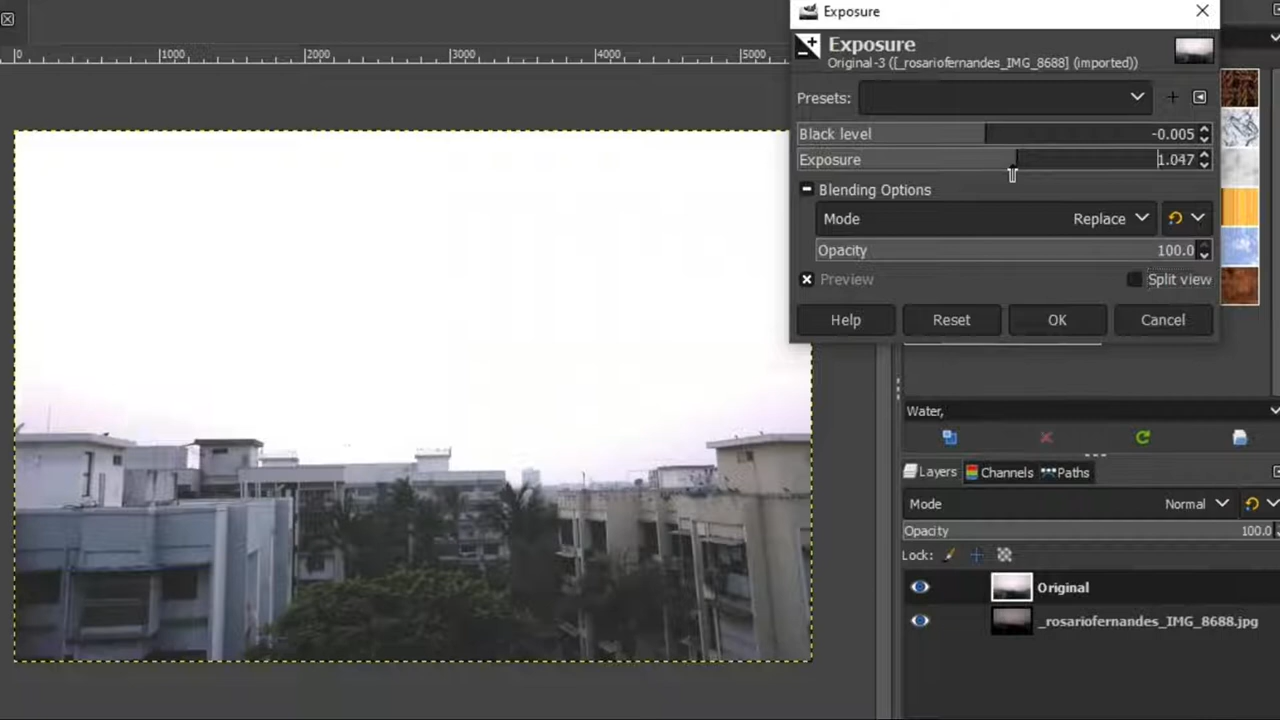 Exposure
Exposure
Original-3 ([_rosariofernandes_IMG_8688] (imported))
0 1000 2000 3000 4000 5000
Presets:
Black level -0.005
Exposure 1.047
Blending Options
Mode Replace
Opacity 100.0
Preview Split view
Help Reset OK Cancel
Water,
Layers Channels Paths
Mode Normal
Opacity 100.0
Lock:
Original
_rosariofernandes_IMG_8688.jpg